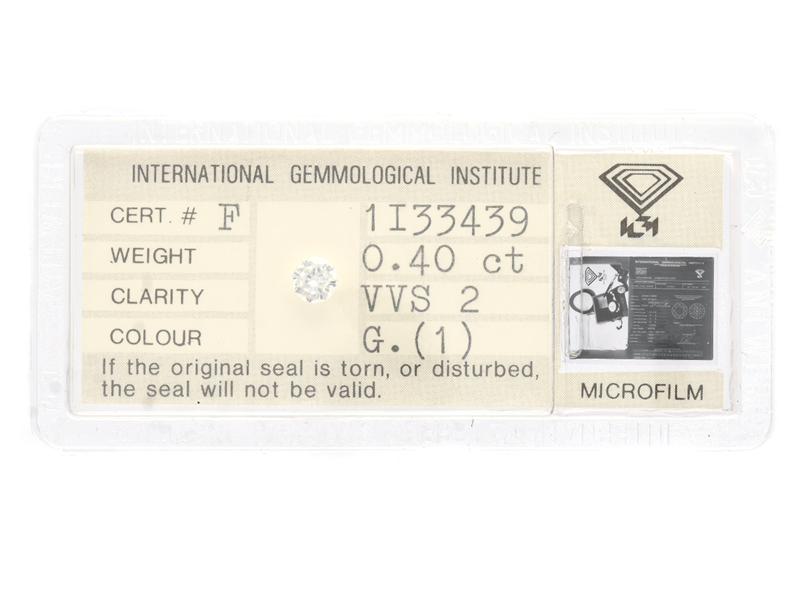 INTERNATIONAL GEMMOLOGICAL INSTITUTE
CERT. # F 1I33439
WEIGHT 0.40 ct
CLARITY VVS 2
COLOUR G.(1)
If the original seal is torn, or disturbed,
the seal will not be valid.
IGI
MICROFILM